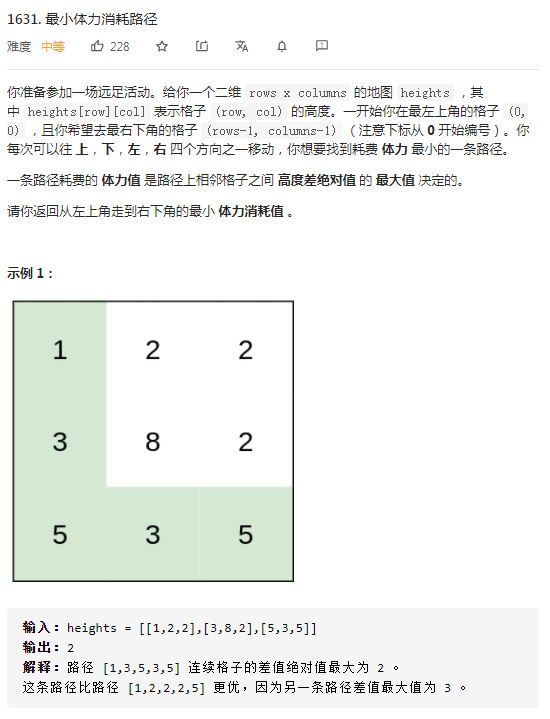 1631. 最小体力消耗路径
难度 中等 228
你准备参加一场远足活动。给你一个二维 rows x columns 的地图 heights ，其
中 heights[row][col] 表示格子 (row, col) 的高度。一开始你在最左上角的格子 (0,
0) ，且你希望去最右下角的格子 (rows-1, columns-1) （注意下标从 0 开始编号）。你
每次可以往 上，下，左，右 四个方向之一移动，你想要找到耗费 体力 最小的一条路径。
一条路径耗费的 体力值 是路径上相邻格子之间 高度差绝对值 的 最大值 决定的。
请你返回从左上角走到右下角的最小 体力消耗值 。
示例 1：
1 2 2
3 8 2
5 3 5
输入：heights = [[1,2,2],[3,8,2],[5,3,5]]
输出：2
解释：路径 [1,3,5,3,5] 连续格子的差值绝对值最大为 2 。
这条路径比路径 [1,2,2,2,5] 更优，因为另一条路径差值最大值为 3 。